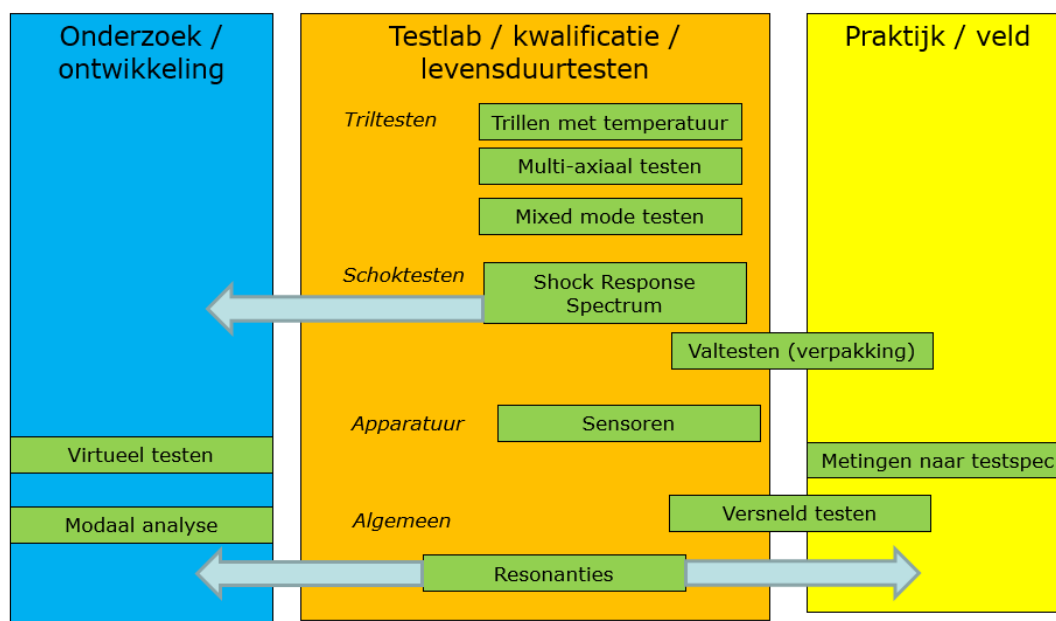 Onderzoek /
ontwikkeling
Testlab / kwalificatie /
levensduurtesten
Praktijk / veld
Triltesten
Trillen met temperatuur
Multi-axiaal testen
Mixed mode testen
Schoktesten
Shock Response
Spectrum
Valtesten (verpakking)
Apparatuur
Sensoren
Virtueel testen
Metingen naar testspec
Modaal analyse
Algemeen
Versneld testen
Resonanties